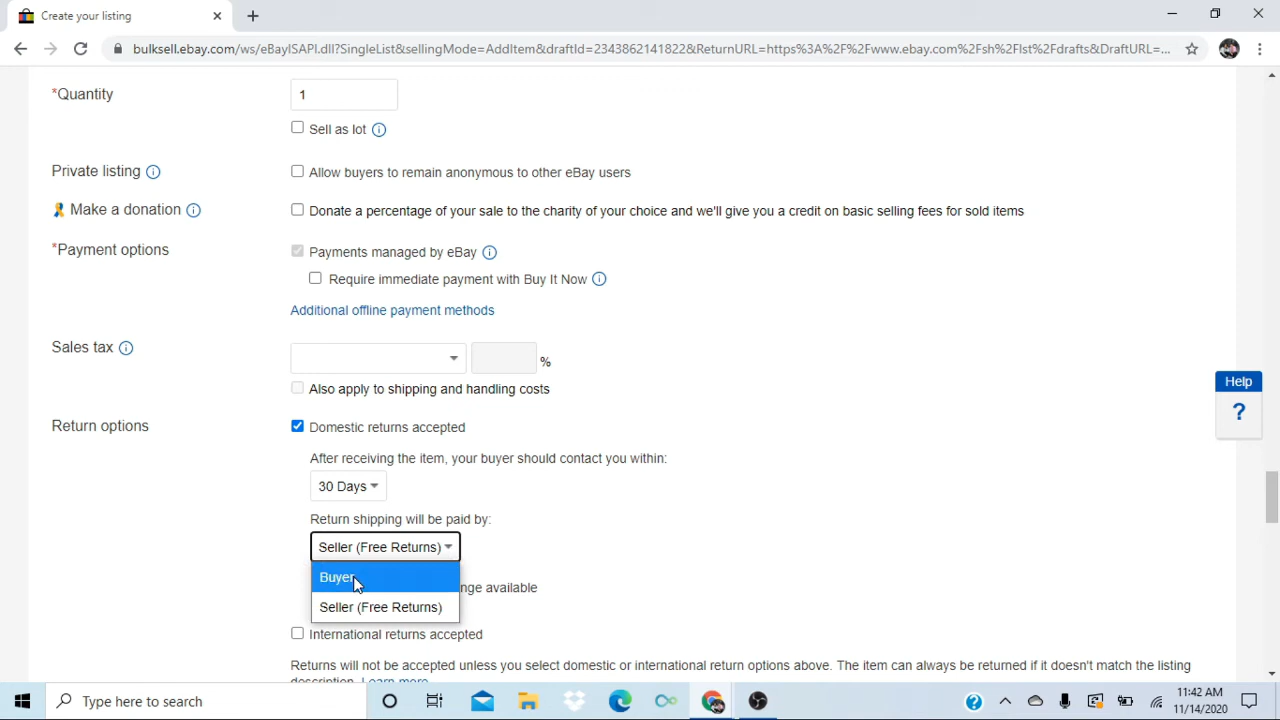 Create your listing
bulksell.ebay.com/ws/eBayISAPI.dll?SingleList&sellingMode=AddItem&draftId=2343862141822&ReturnURL=https%3A%2F%2Fwww.ebay.com%2Fsh%2Flst%2Fdrafts&DraftURL=...
*Quantity
1
Sell as lot
Private listing
Allow buyers to remain anonymous to other eBay users
Make a donation
Donate a percentage of your sale to the charity of your choice and we'll give you a credit on basic selling fees for sold items
*Payment options
Payments managed by eBay
Require immediate payment with Buy It Now
Additional offline payment methods
Sales tax
%
Also apply to shipping and handling costs
Help
?
Return options
Domestic returns accepted
After receiving the item, your buyer should contact you within:
30 Days
Return shipping will be paid by:
Seller (Free Returns)
Buyer
nge available
Seller (Free Returns)
International returns accepted
Returns will not be accepted unless you select domestic or international return options above. The item can always be returned if it doesn't match the listing
description. Learn more
Type here to search
11:42 AM
11/14/2020